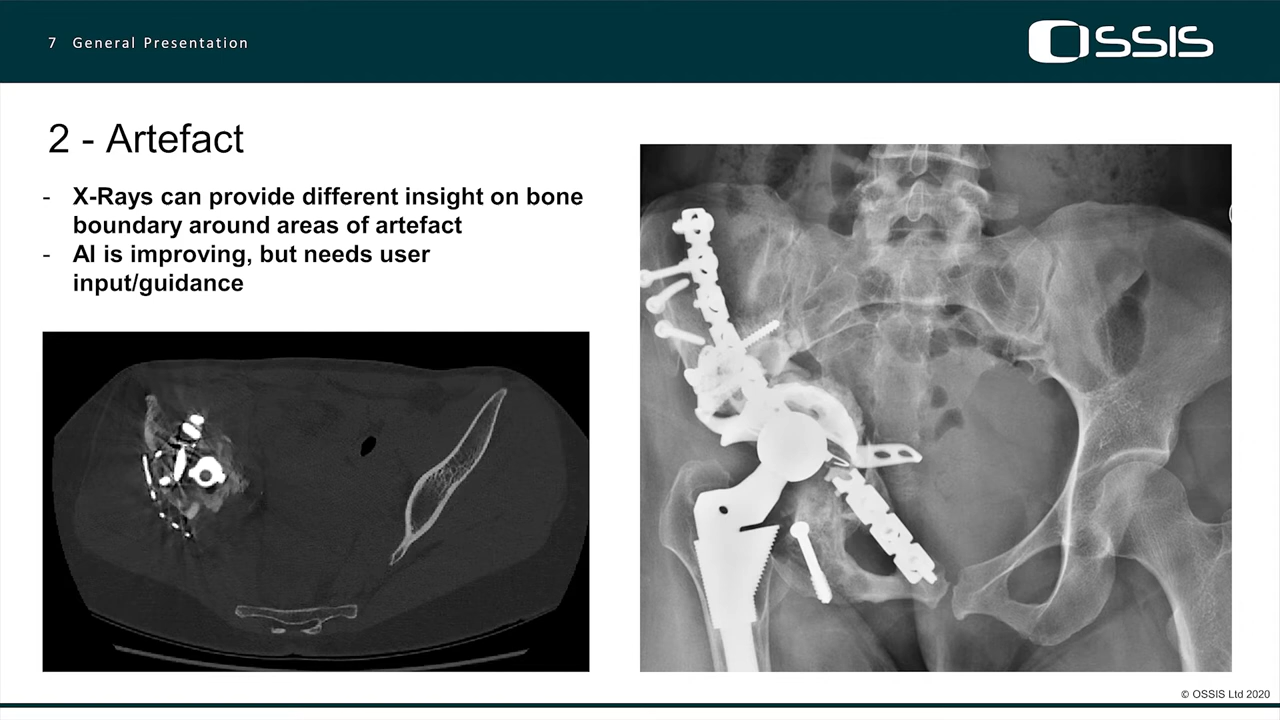 7 General Presentation
OSSIS
2 - Artefact
- X-Rays can provide different insight on bone
boundary around areas of artefact
- AI is improving, but needs user
input/guidance
© OSSIS Ltd 2020